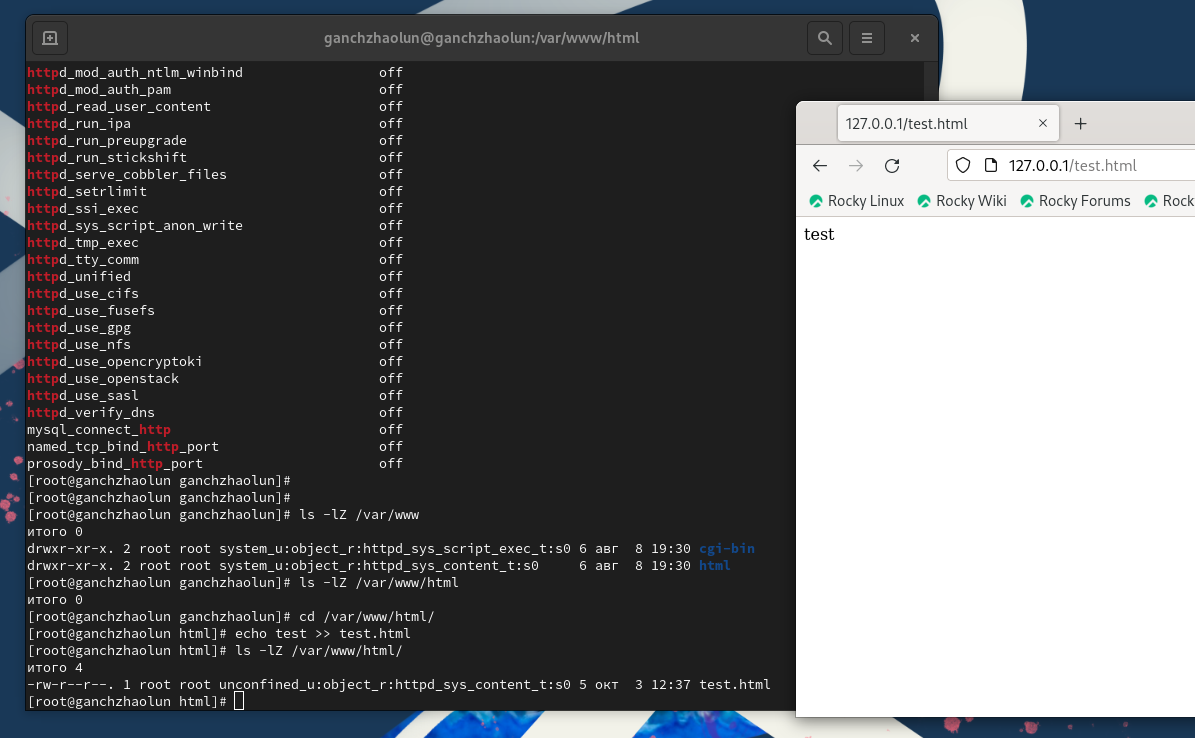 ganchzhaolun@ganchzhaolun:/var/www/html
httpd_mod_auth_ntlm_winbind off
httpd_mod_auth_pam off
httpd_read_user_content off
httpd_run_ipa off
httpd_run_preupgrade off
httpd_run_stickshift off
httpd_serve_cobbler_files off
httpd_setrlimit off
httpd_ssi_exec off
httpd_sys_script_anon_write off
httpd_tmp_exec off
httpd_tty_comm off
httpd_unified off
httpd_use_cifs off
httpd_use_fusefs off
httpd_use_gpg off
httpd_use_nfs off
httpd_use_opencryptoki off
httpd_use_openstack off
httpd_use_sasl off
httpd_verify_dns off
mysql_connect_http off
named_tcp_bind_http_port off
prosody_bind_http_port off
[root@ganchzhaolun ganchzhaolun]#
[root@ganchzhaolun ganchzhaolun]#
[root@ganchzhaolun ganchzhaolun]# ls -lZ /var/www
итого 0
drwxr-xr-x. 2 root root system_u:object_r:httpd_sys_script_exec_t:s0 6 авг  8 19:30 cgi-bin
drwxr-xr-x. 2 root root system_u:object_r:httpd_sys_content_t:s0     6 авг  8 19:30 html
[root@ganchzhaolun ganchzhaolun]# ls -lZ /var/www/html
итого 0
[root@ganchzhaolun ganchzhaolun]# cd /var/www/html/
[root@ganchzhaolun html]# echo test >> test.html
[root@ganchzhaolun html]# ls -lZ /var/www/html/
итого 4
-rw-r--r--. 1 root root unconfined_u:object_r:httpd_sys_content_t:s0 5 окт  3 12:37 test.html
[root@ganchzhaolun html]#
127.0.0.1/test.html
127.0.0.1/test.html
Rocky Linux Rocky Wiki Rocky Forums Rock
test